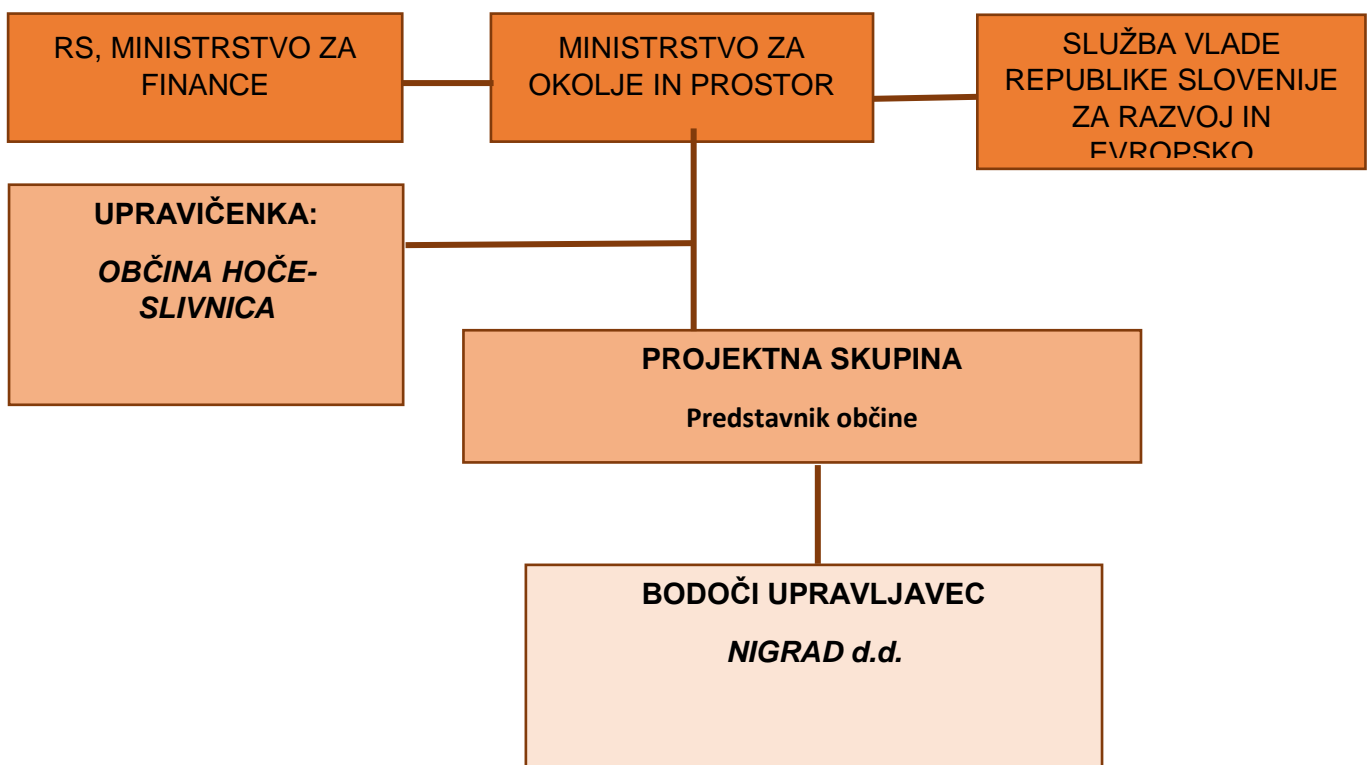 RS, MINISTRSTVO ZA
FINANCE
MINISTRSTVO ZA
OKOLJE IN PROSTOR
SLUŽBA VLADE
REPUBLIKE SLOVENIJE
ZA RAZVOJ IN
EVROPSKO
UPRAVIČENKA:
OBČINA HOČE-
SLIVNICA
PROJEKTNA SKUPINA
Predstavnik občine
BODOČI UPRAVLJAVEC
NIGRAD d.d.